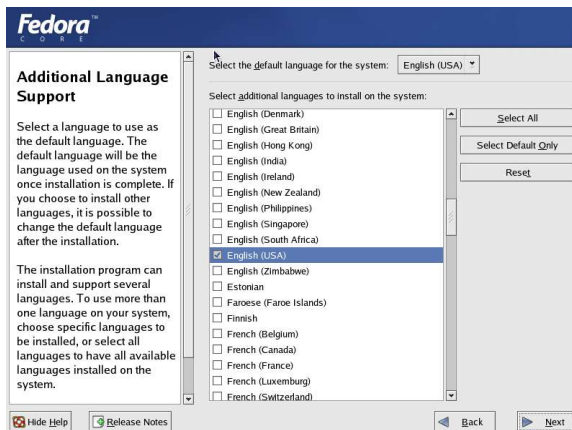 Fedora™
CORE
Additional Language
Support
Select a language to use as
the default language. The
default language will be the
language used on the system
once installation is complete. If
you choose to install other
languages, it is possible to
change the default language
after the installation.
The installation program can
install and support several
languages. To use more than
one language on your system,
choose specific languages to
be installed, or select all
languages to have all available
languages installed on the
system.
Select the default language for the system: English (USA)
Select additional languages to install on the system:
English (Denmark)
English (Great Britain)
English (Hong Kong)
English (India)
English (Ireland)
English (New Zealand)
English (Philippines)
English (Singapore)
English (South Africa)
English (USA)
English (Zimbabwe)
Estonian
Faroese (Faroe Islands)
Finnish
French (Belgium)
French (Canada)
French (France)
French (Luxemburg)
French (Switzerland)
Select All
Select Default Only
Reset
Hide Help
Release Notes
Back
Next